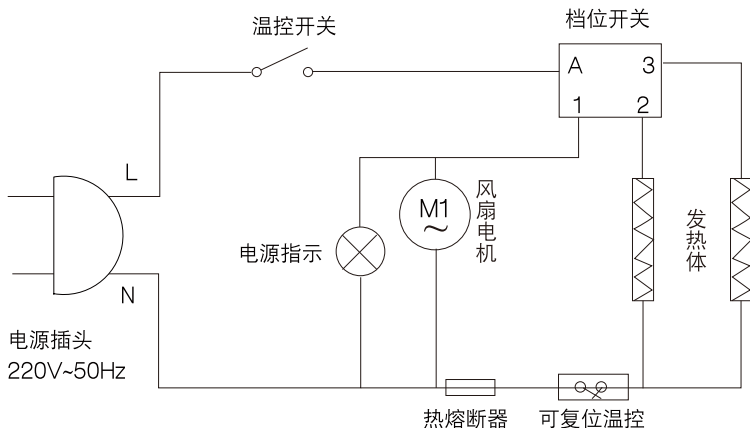 温控开关
档位开关
A
3
1
2
L
M1
~
风扇电机
发热体
电源指示
N
电源插头
220V~50Hz
热熔断器
可复位温控